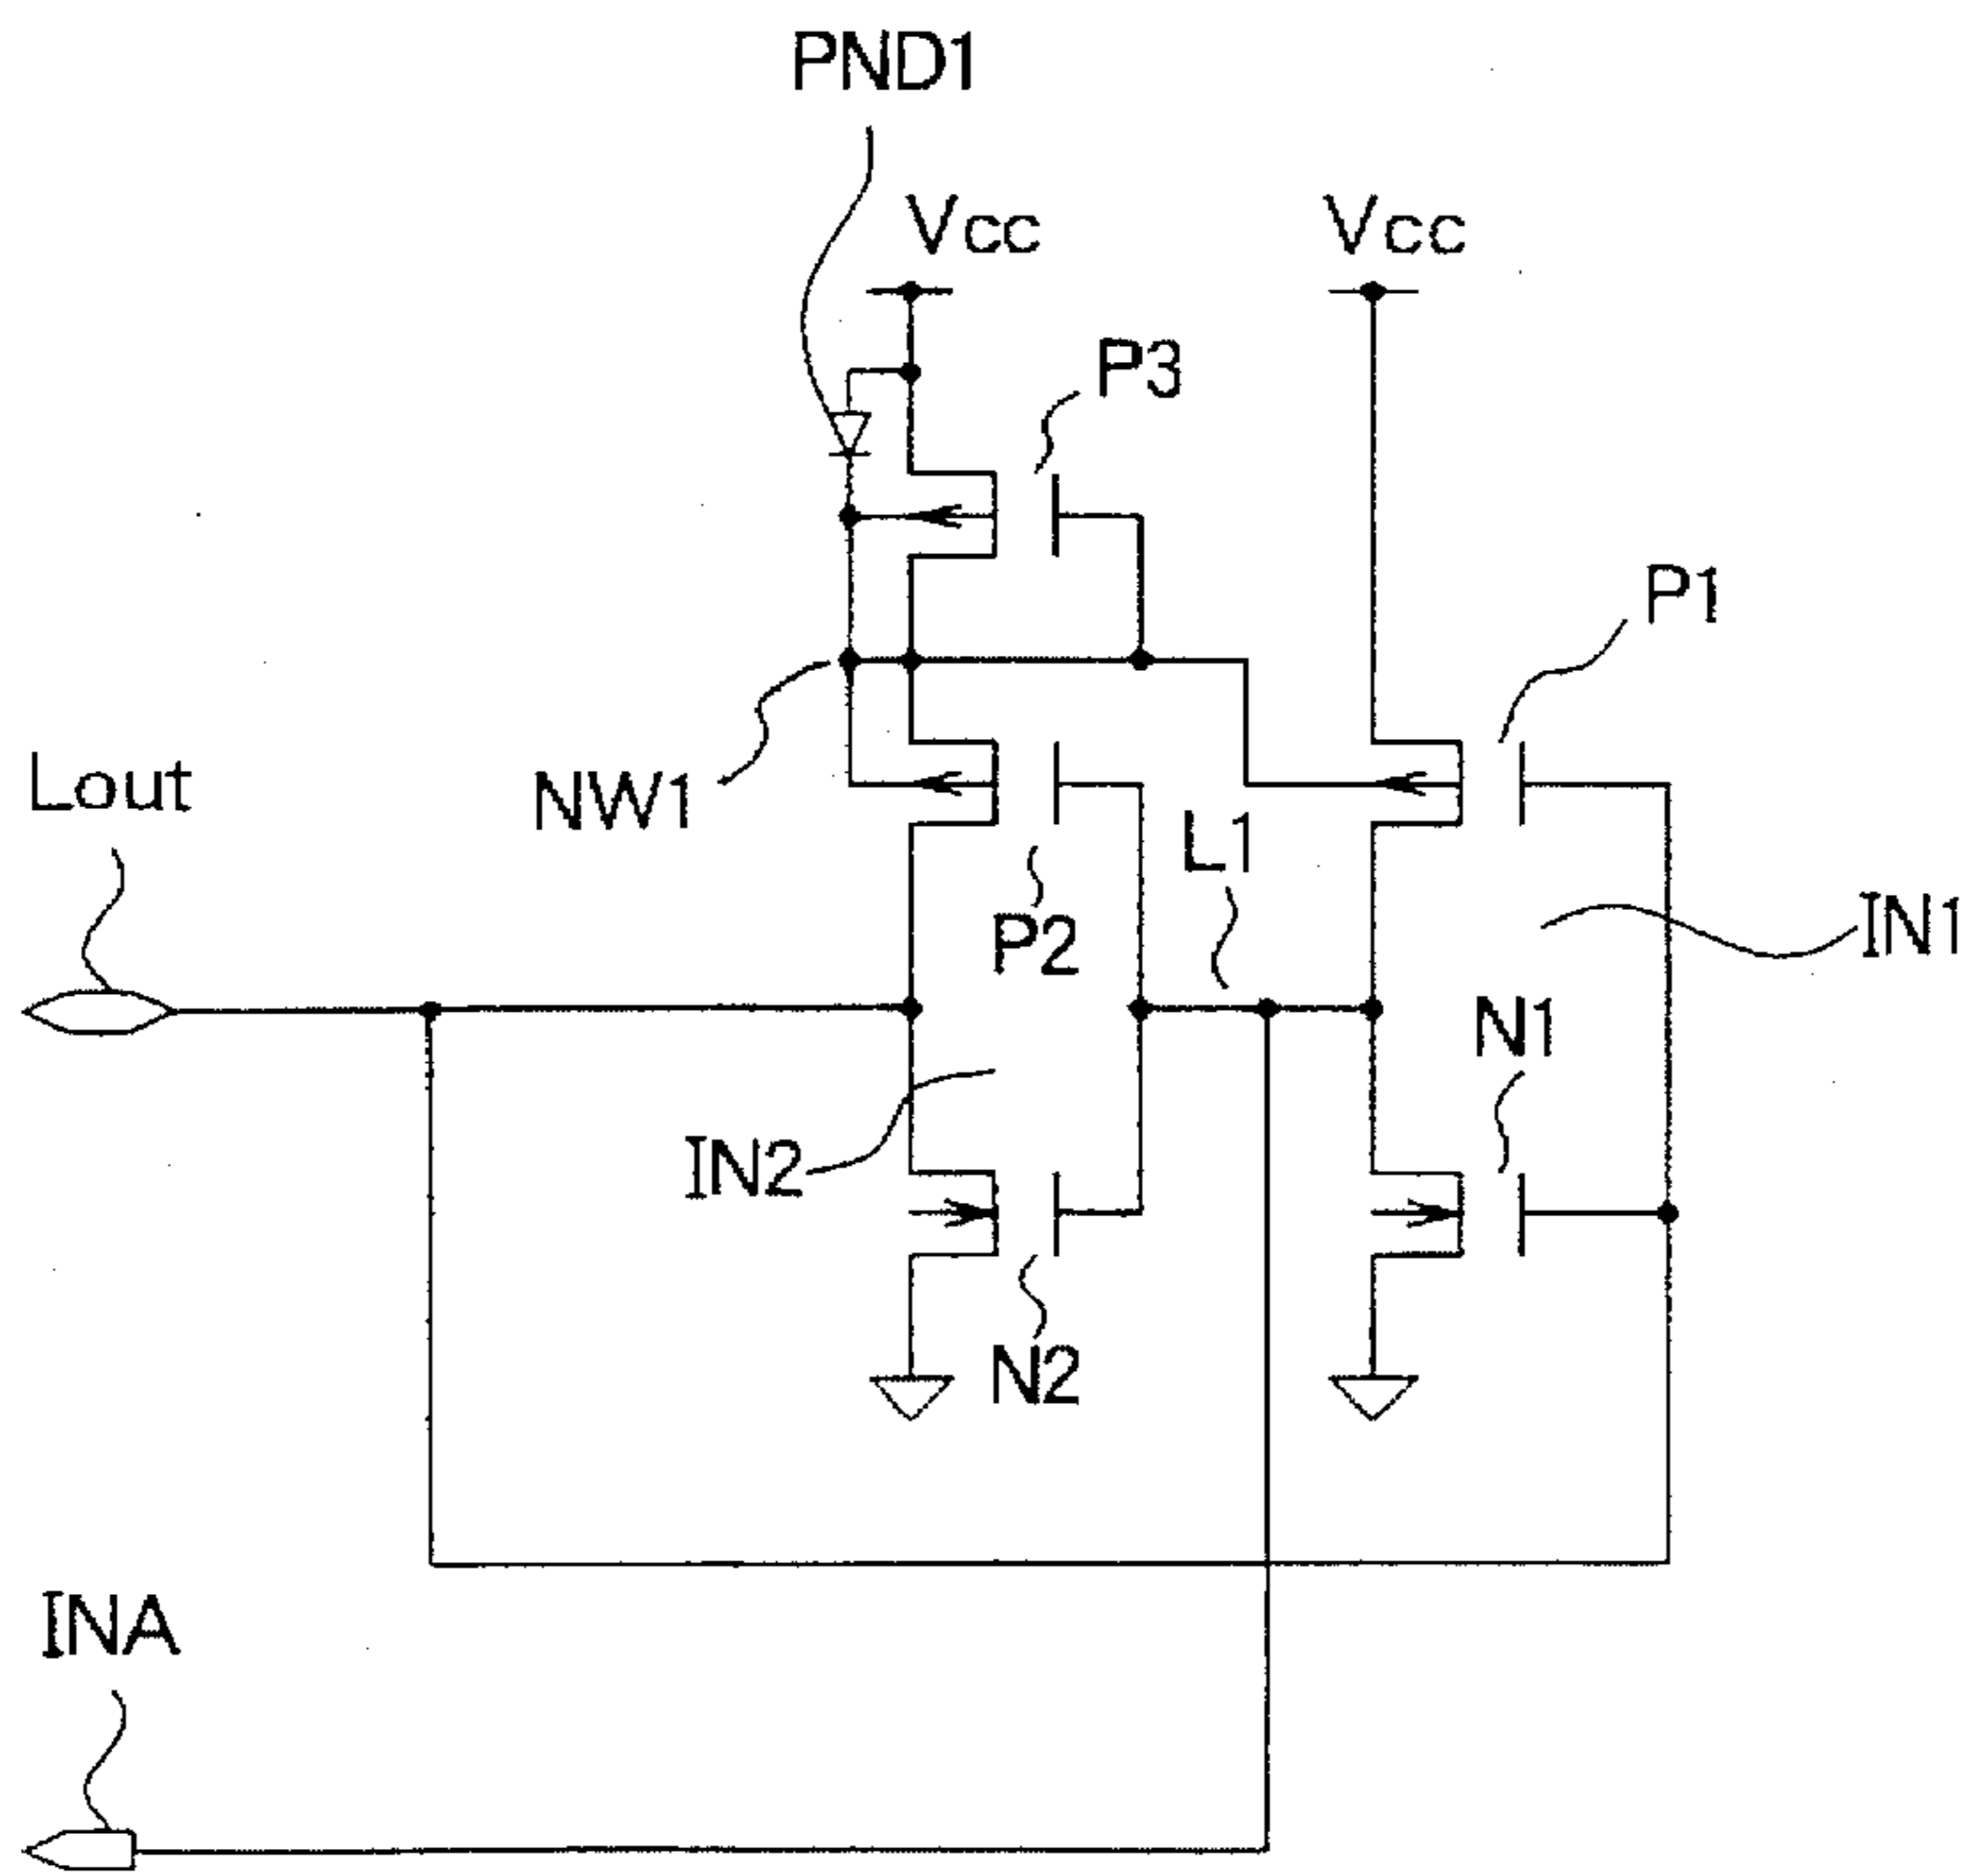 PND1
Vcc
Vcc
P3
P1
Lout
NW1
L1
P2
IN1
N1
IN2
N2
INA